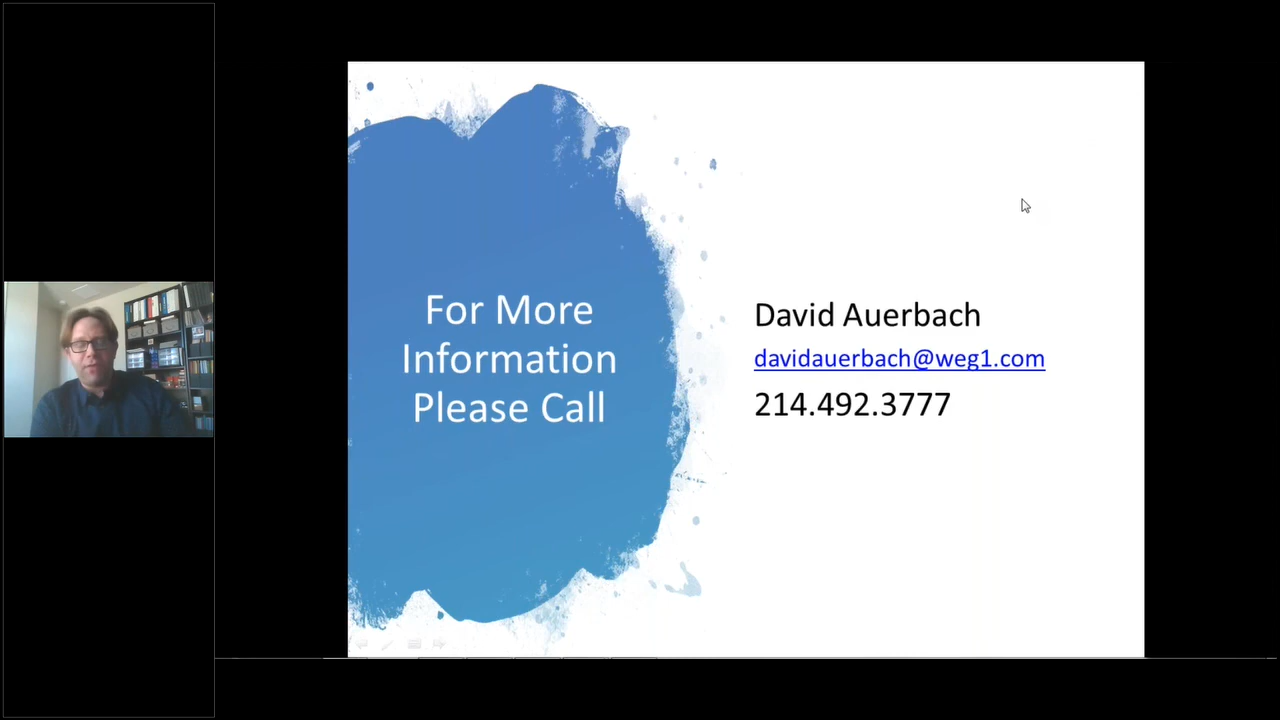 For More
Information
Please Call
David Auerbach
davidauerbach@weg1.com
214.492.3777